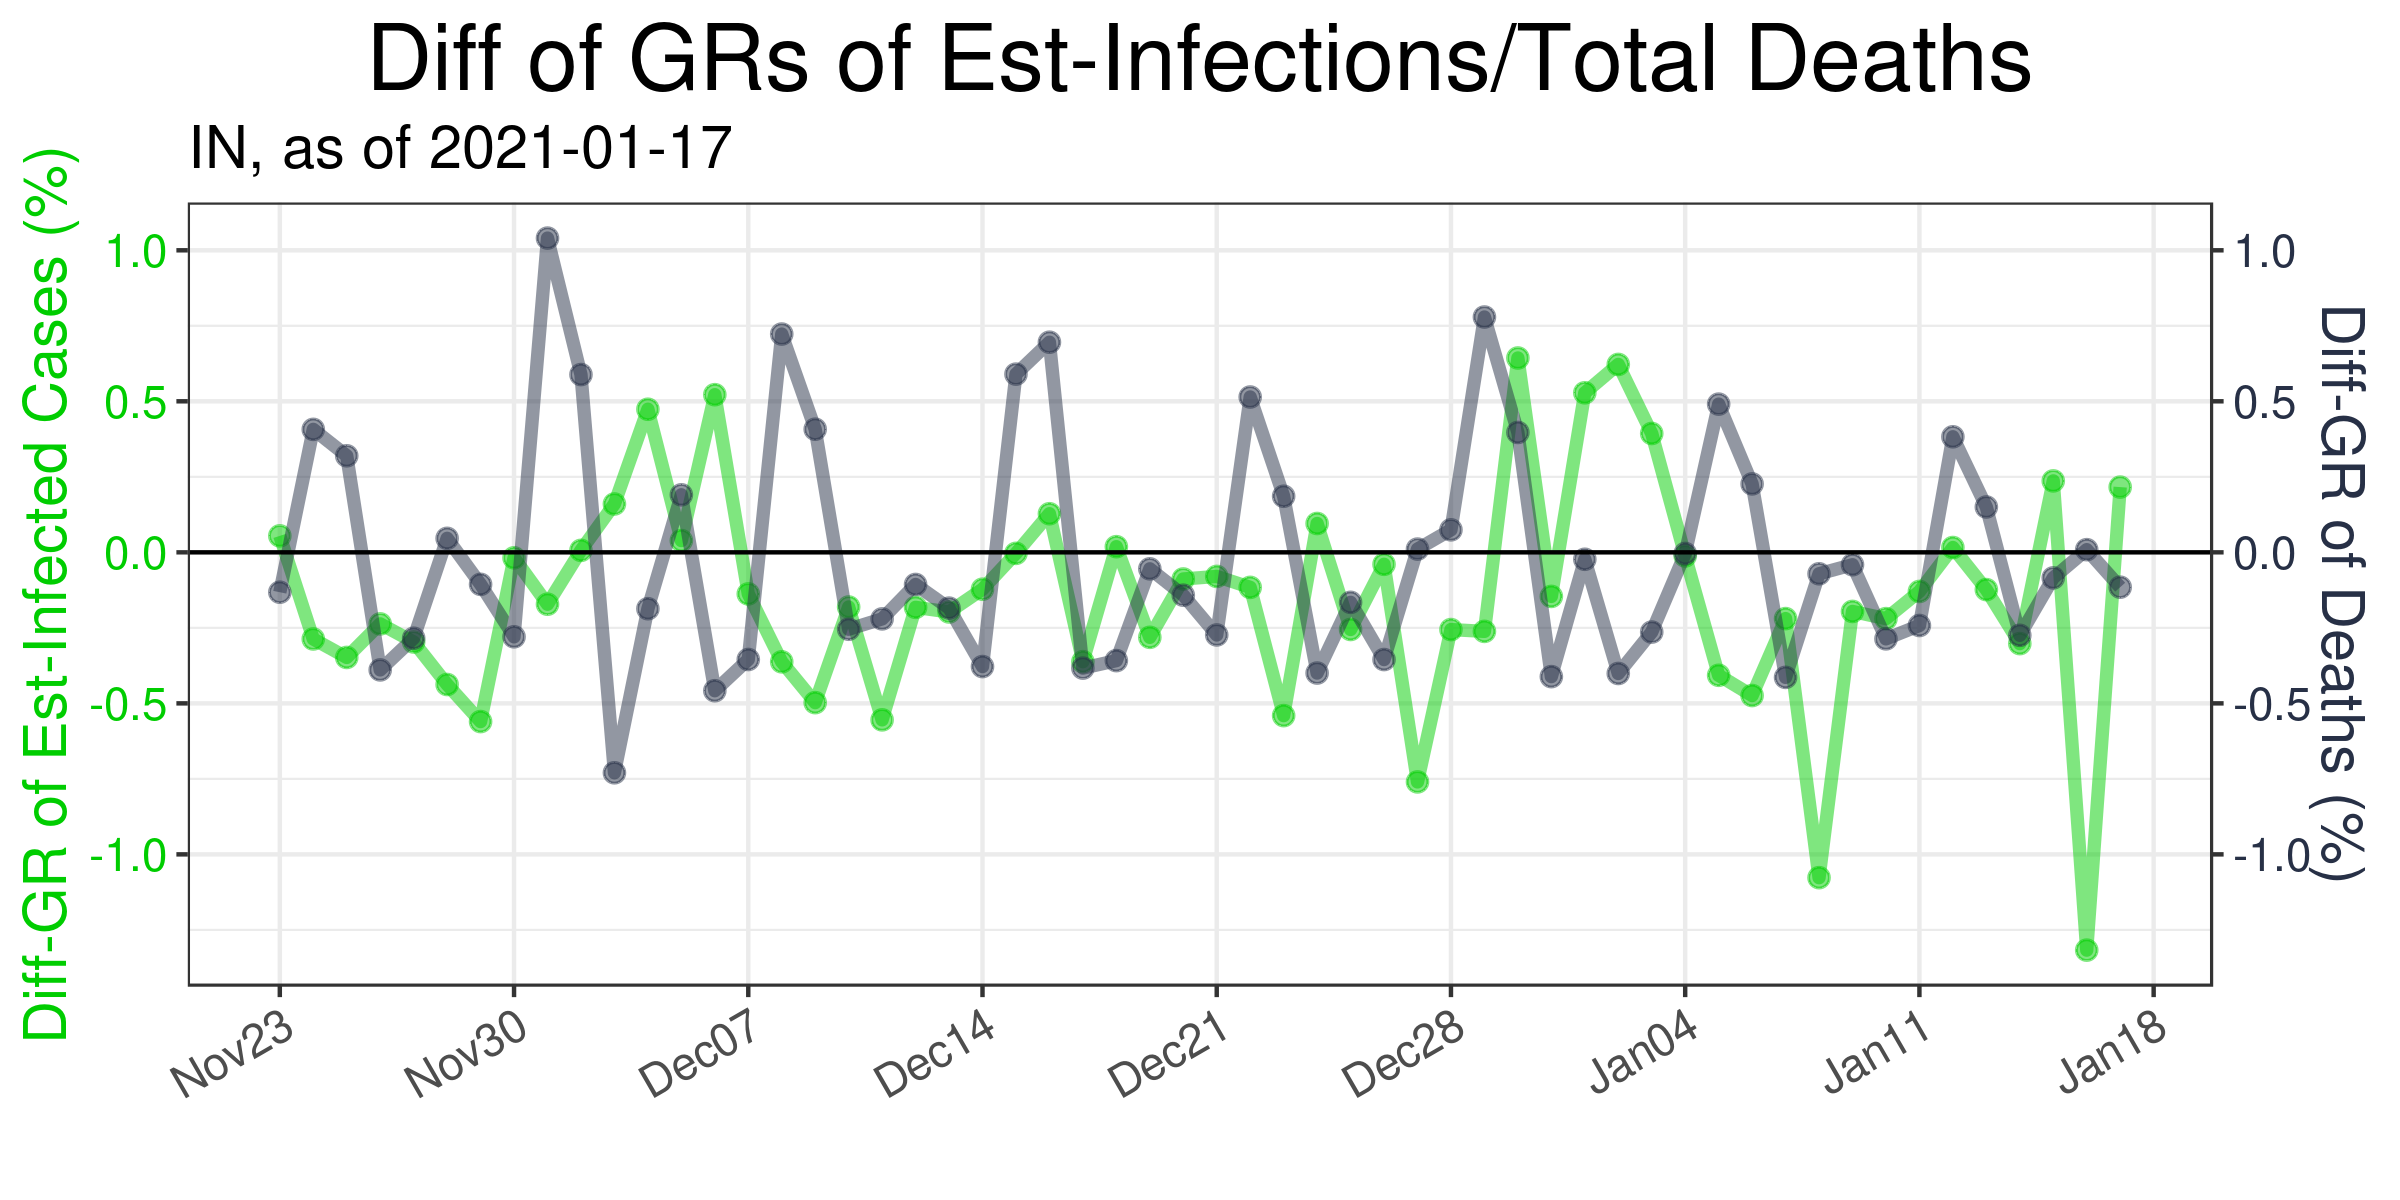 Diff of GRs of Est-Infections/Total Deaths
IN, as of 2021-01-17
Diff-GR of Est-Infected Cases (%)
1.0
0.5
0.0
-0.5
-1.0
1.0
0.5
0.0
-0.5
-1.0
Diff-GR of Deaths (%)
Nov23
Nov30
Dec07
Dec14
Dec21
Dec28
Jan04
Jan11
Jan18